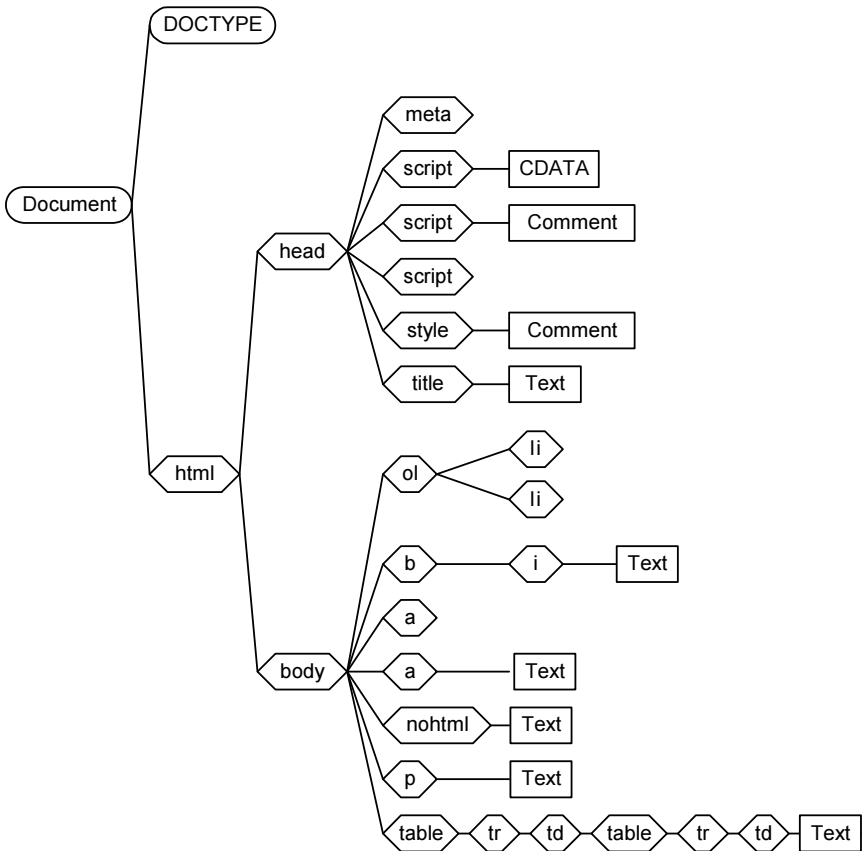 DOCTYPE
meta
script CDATA
Document
script Comment
head
script
style Comment
title Text
li
html
ol
li
b i Text
a
body
a Text
nohtml Text
p Text
table tr td table tr td Text